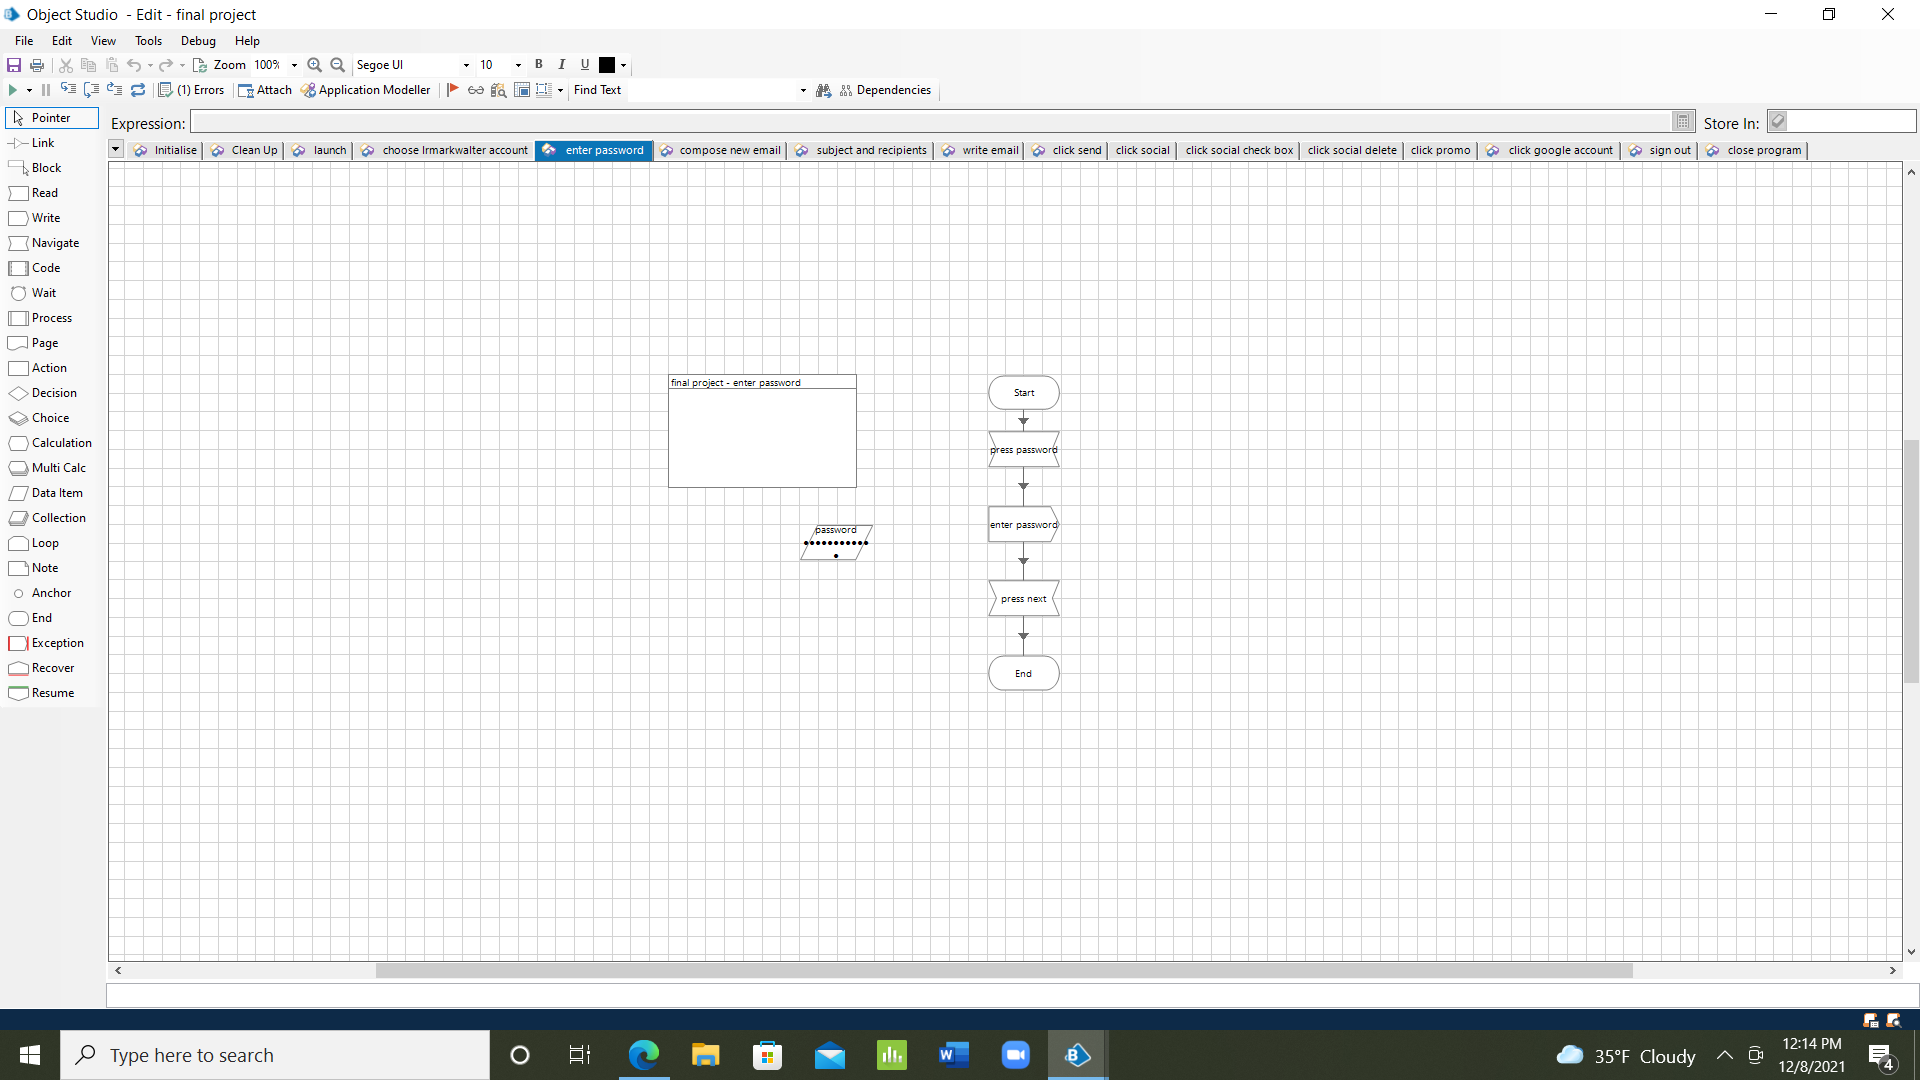 Object Studio - Edit - final project
File Edit View Tools Debug Help
Zoom 100% Segoe UI 10 B I U
(1) Errors Attach Application Modeller Find Text Dependencies
Pointer
Link
Block
Read
Write
Navigate
Code
Wait
Process
Page
Action
Decision
Choice
Calculation
Multi Calc
Data Item
Collection
Loop
Note
Anchor
End
Exception
Recover
Resume
Expression: Store In:
Initialise Clean Up launch choose lrmarkwalter account enter password compose new email subject and recipients write email click send click social click social check box click social delete click promo click google account sign out close program
final project - enter password
password
Start
press password
enter password
press next
End
Type here to search
35°F Cloudy
12:14 PM
12/8/2021
4